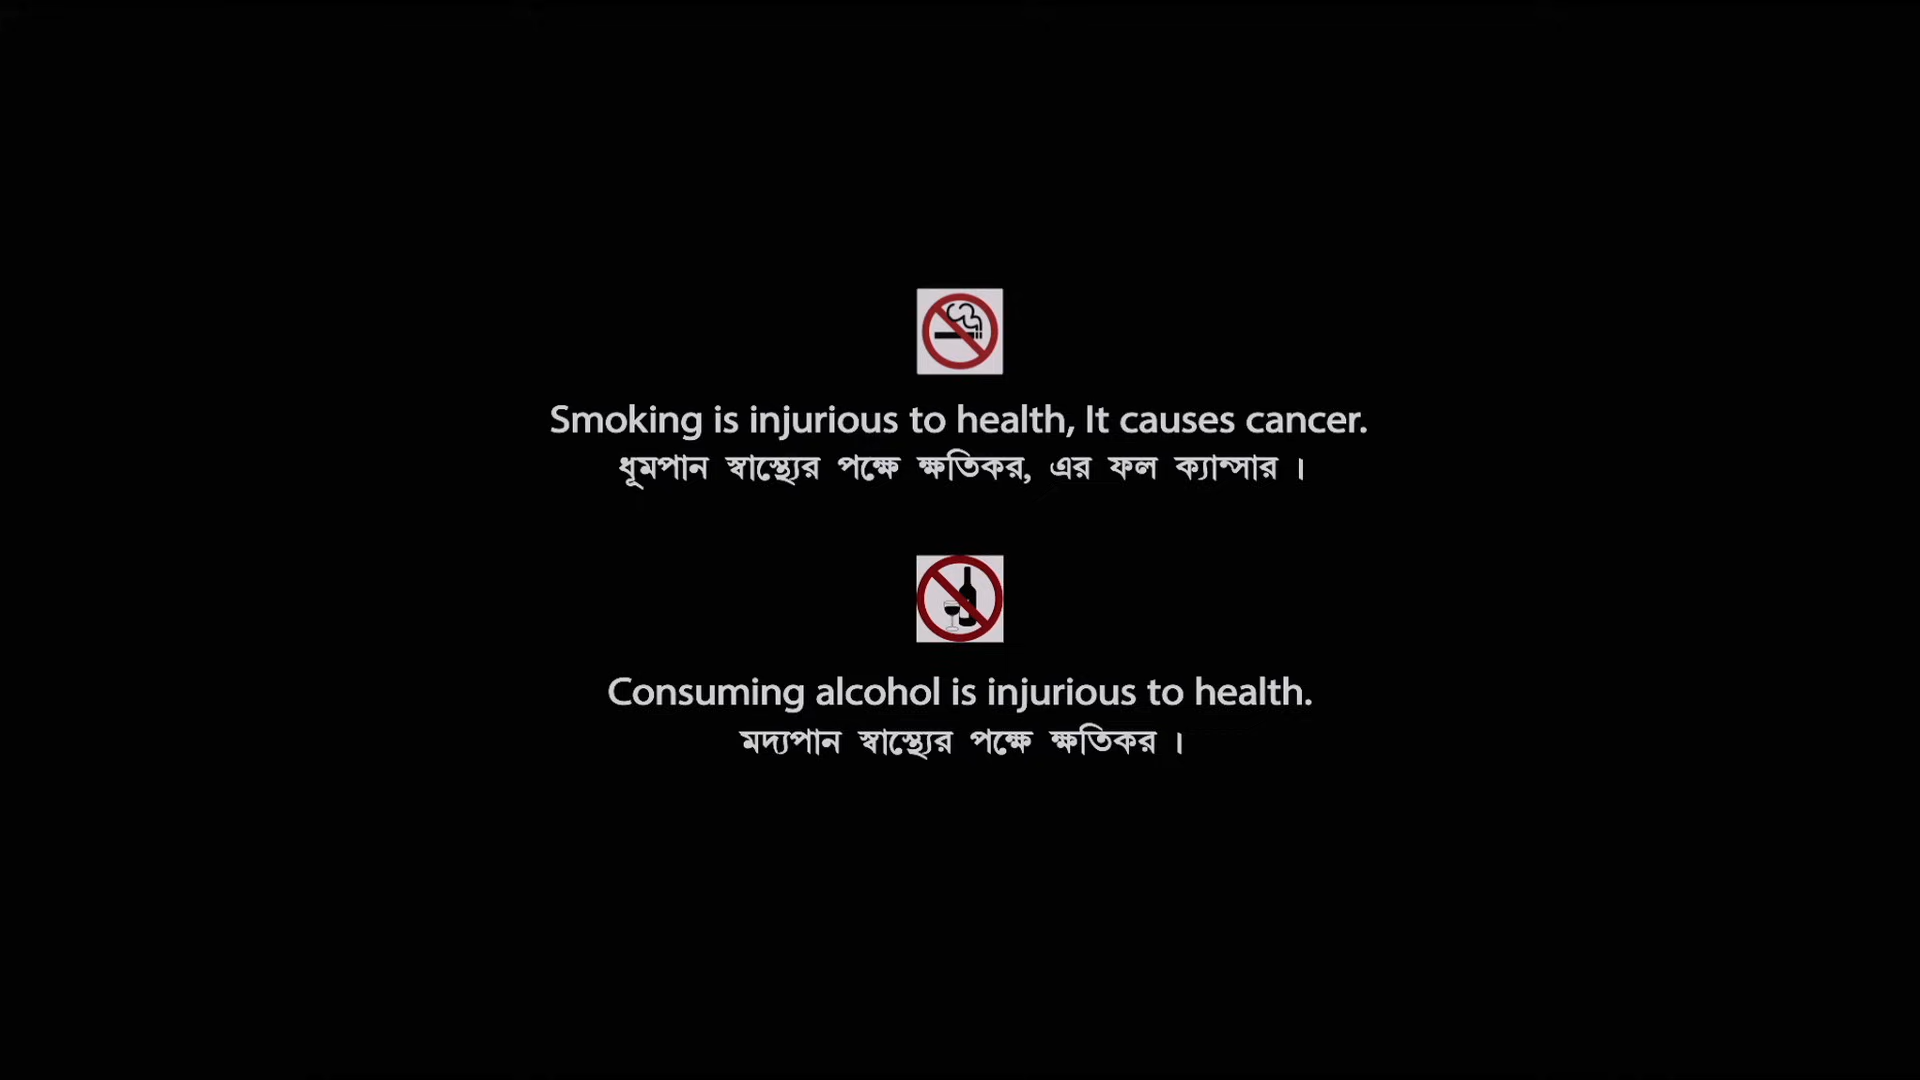 Smoking is injurious to health, It causes cancer.
ধূমপান স্বাস্থ্যের পক্ষে ক্ষতিকর, এর ফল ক্যান্সার ।
Consuming alcohol is injurious to health.
মদ্যপান স্বাস্থ্যের পক্ষে ক্ষতিকর ।